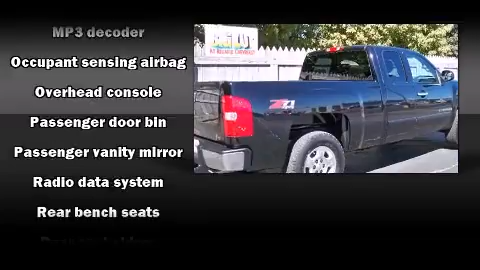 MP3 decoder
Occupant sensing airbag
Overhead console
Passenger door bin
Passenger vanity mirror
Radio data system
Rear bench seats
Z71